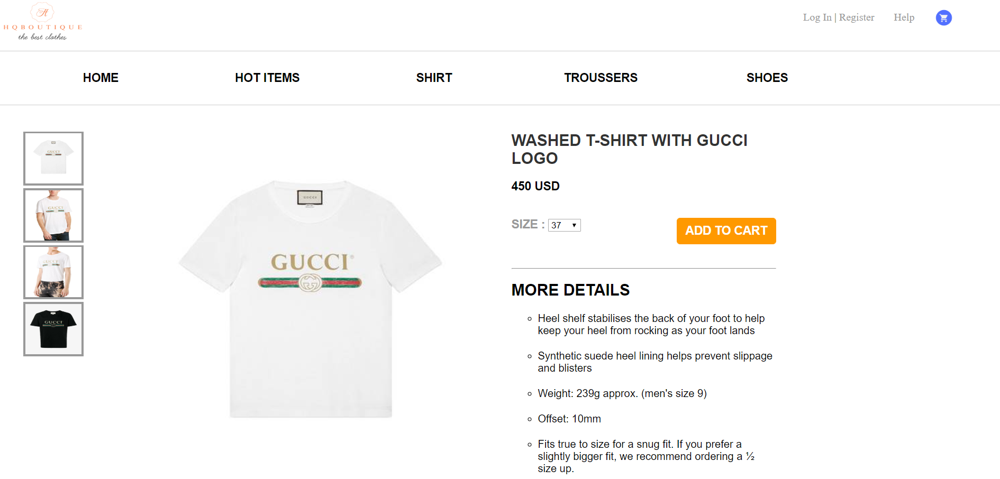 H
HQBOUTIQUE
the best clothes
Log In | Register
Help
HOME
HOT ITEMS
SHIRT
TROUSSERS
SHOES
GUCCI
GUCCI
GUCCI
GUCCI
GUCCI
GUCCI®
WASHED T-SHIRT WITH GUCCI
LOGO
450 USD
SIZE : 37
ADD TO CART
MORE DETAILS
Heel shelf stabilises the back of your foot to help
keep your heel from rocking as your foot lands
Synthetic suede heel lining helps prevent slippage
and blisters
Weight: 239g approx. (men's size 9)
Offset: 10mm
Fits true to size for a snug fit. If you prefer a
slightly bigger fit, we recommend ordering a ½
size up.